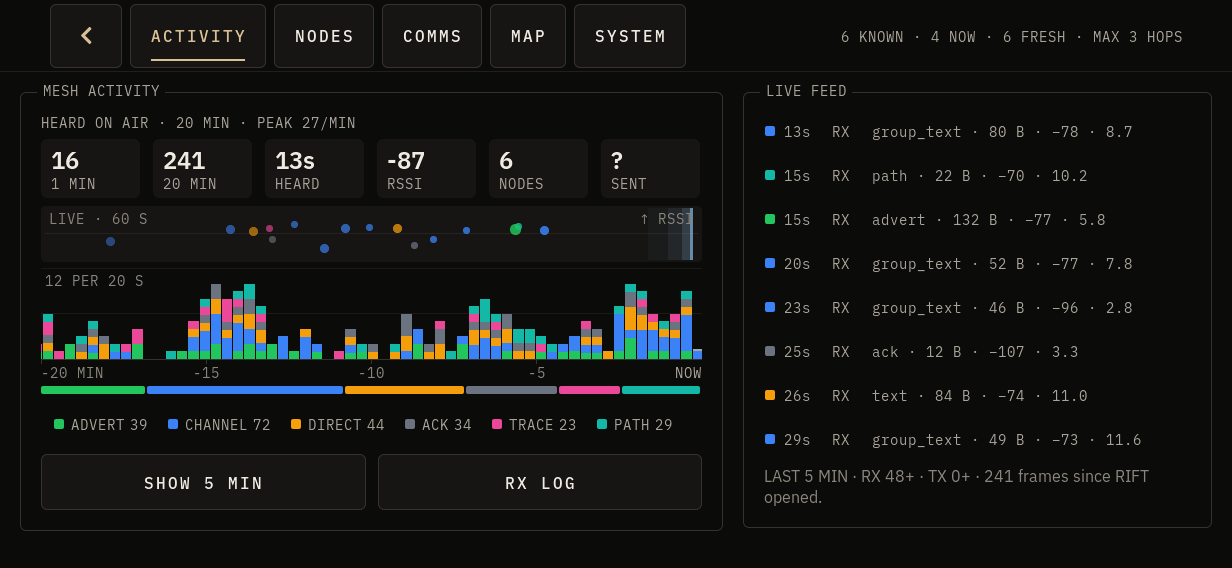 ACTIVITY
NODES
COMMS
MAP
SYSTEM
6 KNOWN · 4 NOW · 6 FRESH · MAX 3 HOPS
MESH ACTIVITY
HEARD ON AIR · 20 MIN · PEAK 27/MIN
16
1 MIN
241
20 MIN
13s
HEARD
-87
RSSI
6
NODES
?
SENT
LIVE · 60 S
↑ RSSI
12 PER 20 S
-20 MIN
-15
-10
-5
NOW
ADVERT 39
CHANNEL 72
DIRECT 44
ACK 34
TRACE 23
PATH 29
SHOW 5 MIN
RX LOG
LIVE FEED
13s RX group_text · 80 B · −78 · 8.7
15s RX path · 22 B · −70 · 10.2
15s RX advert · 132 B · −77 · 5.8
20s RX group_text · 52 B · −77 · 7.8
23s RX group_text · 46 B · −96 · 2.8
25s RX ack · 12 B · −107 · 3.3
26s RX text · 84 B · −74 · 11.0
29s RX group_text · 49 B · −73 · 11.6
LAST 5 MIN · RX 48+ · TX 0+ · 241 frames since RIFT
opened.